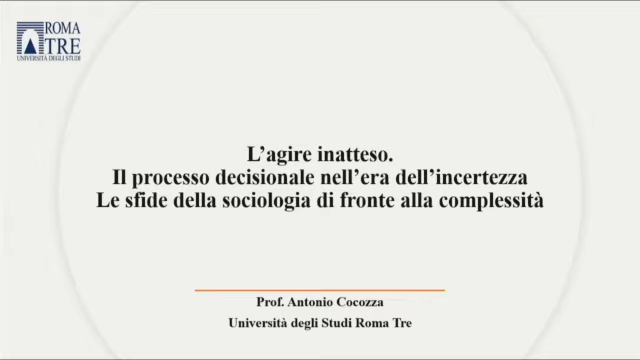 ROMA
TRE
UNIVERSITÀ DEGLI STUDI
L’agire inatteso.
Il processo decisionale nell’era dell’incertezza
Le sfide della sociologia di fronte alla complessità
Prof. Antonio Cocozza
Università degli Studi Roma Tre